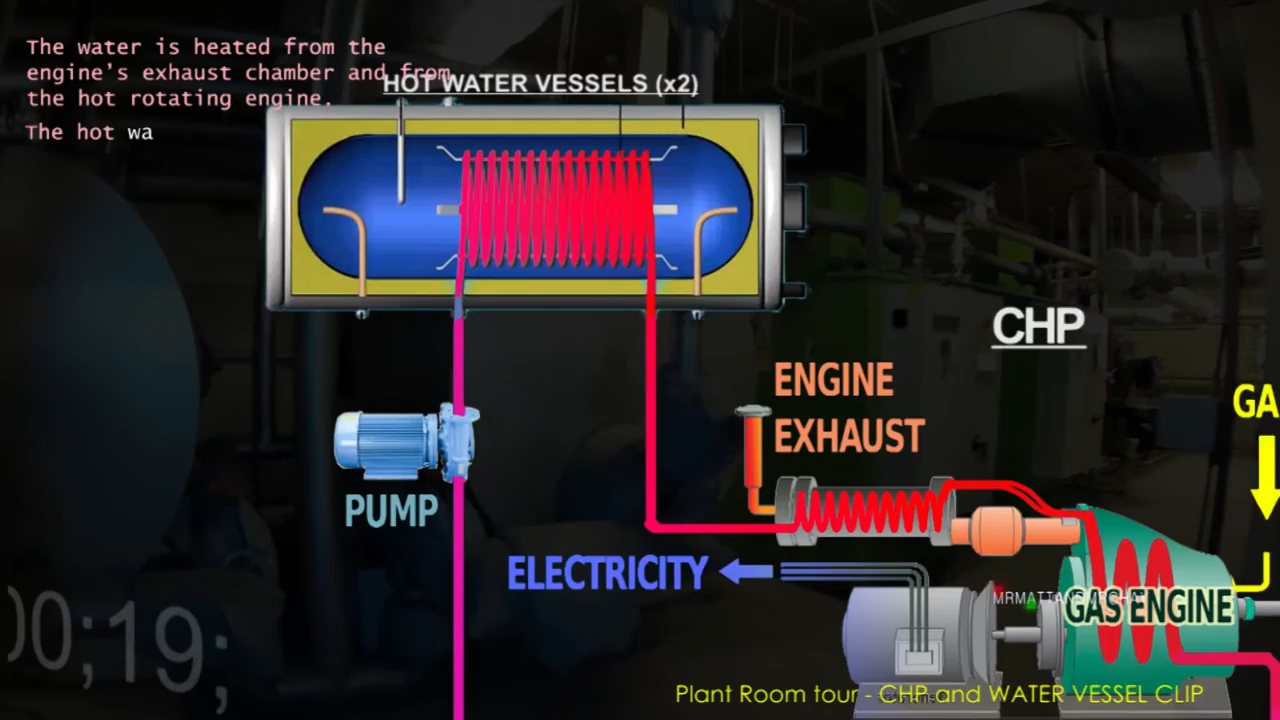 The water is heated from the
engine's exhaust chamber and from
the hot rotating engine.
The hot wa
HOT WATER VESSELS (x2)
CHP
ENGINE
EXHAUST
GA
PUMP
ELECTRICITY
GAS ENGINE
00;19;
Plant Room tour - CHP and WATER VESSEL CLIP